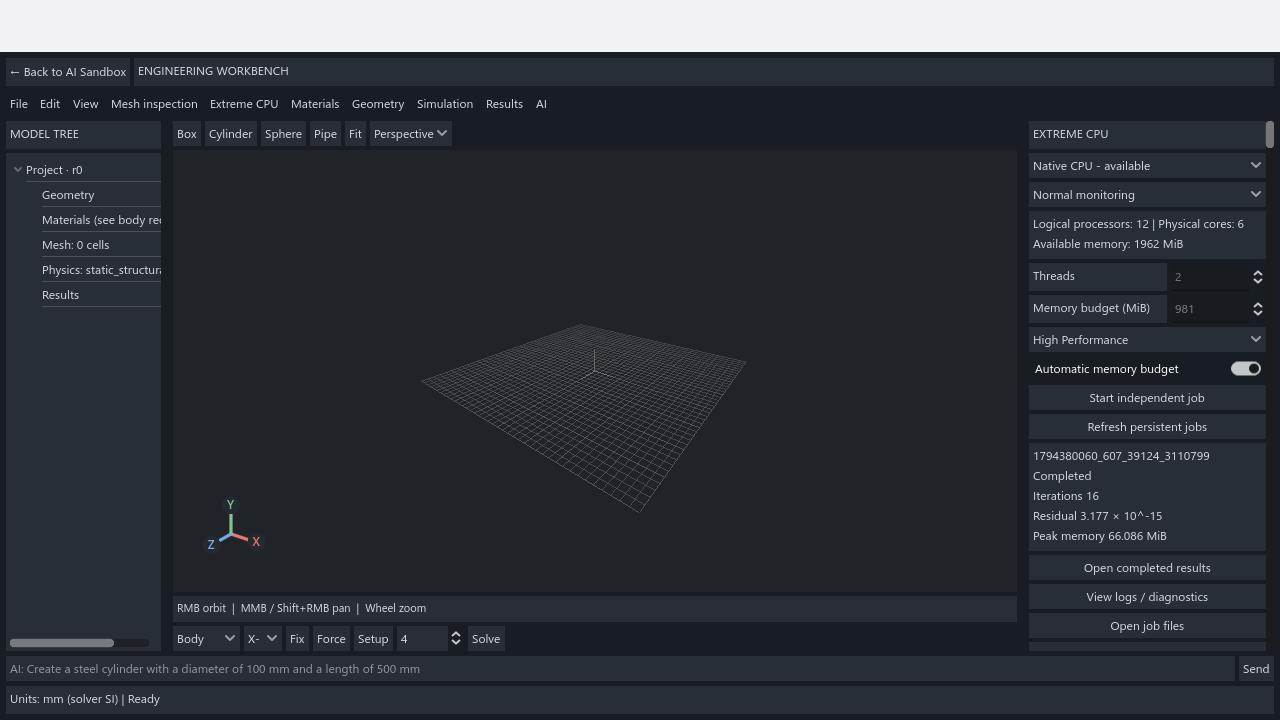 ← Back to AI Sandbox
ENGINEERING WORKBENCH
File Edit View Mesh inspection Extreme CPU Materials Geometry Simulation Results AI
MODEL TREE
Project · r0
Geometry
Materials (see body rec
Mesh: 0 cells
Physics: static_structura
Results
Box Cylinder Sphere Pipe Fit Perspective
Y
Z
X
RMB orbit | MMB / Shift+RMB pan | Wheel zoom
Body X- Fix Force Setup 4 Solve
EXTREME CPU
Native CPU - available
Normal monitoring
Logical processors: 12 | Physical cores: 6
Available memory: 1962 MiB
Threads 2
Memory budget (MiB) 981
High Performance
Automatic memory budget
Start independent job
Refresh persistent jobs
1794380060_607_39124_3110799
Completed
Iterations 16
Residual 3.177 × 10^-15
Peak memory 66.086 MiB
Open completed results
View logs / diagnostics
Open job files
AI: Create a steel cylinder with a diameter of 100 mm and a length of 500 mm
Send
Units: mm (solver SI) | Ready